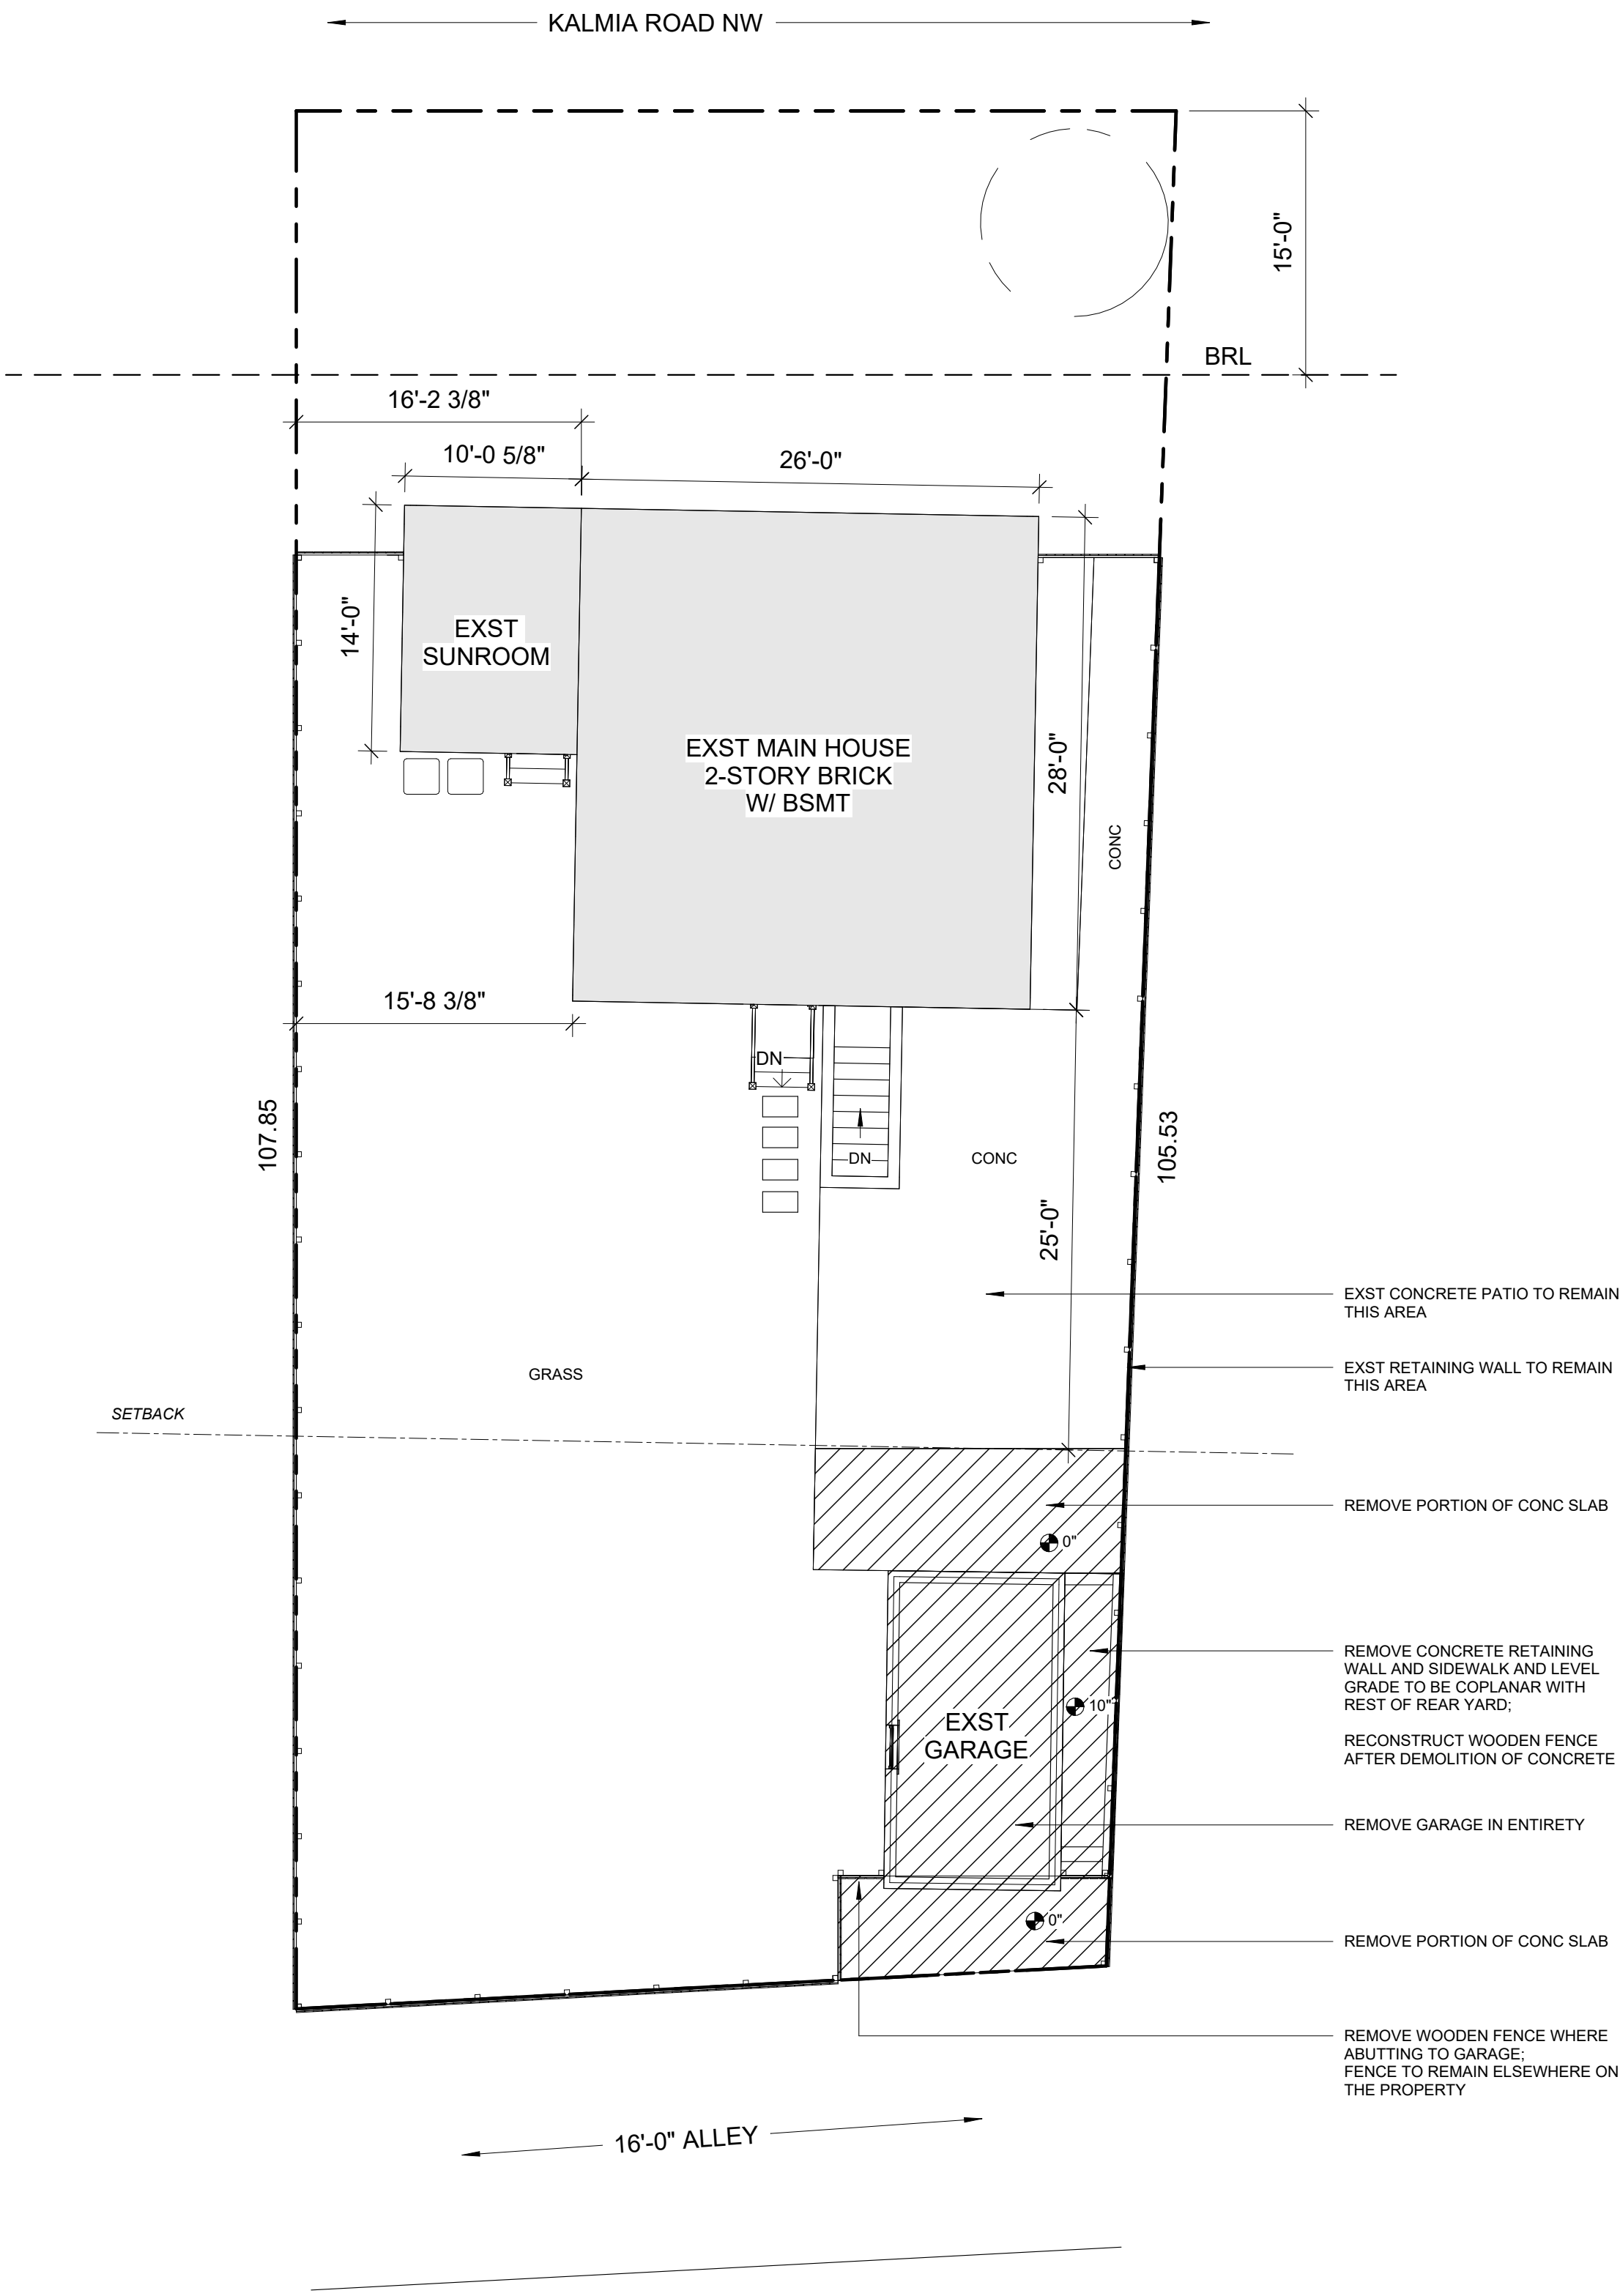 KALMIA ROAD NW
15'-0"
BRL
16'-2 3/8"
10'-0 5/8"
26'-0"
14'-0"
EXST
SUNROOM
EXST MAIN HOUSE
2-STORY BRICK
W/ BSMT
28'-0"
CONC
15'-8 3/8"
DN
107.85
105.53
DN
CONC
25'-0"
EXST CONCRETE PATIO TO REMAIN
THIS AREA
EXST RETAINING WALL TO REMAIN
THIS AREA
GRASS
SETBACK
REMOVE PORTION OF CONC SLAB
0"
REMOVE CONCRETE RETAINING
WALL AND SIDEWALK AND LEVEL
GRADE TO BE COPLANAR WITH
REST OF REAR YARD;
10"
EXST
GARAGE
RECONSTRUCT WOODEN FENCE
AFTER DEMOLITION OF CONCRETE
REMOVE GARAGE IN ENTIRETY
0"
REMOVE PORTION OF CONC SLAB
REMOVE WOODEN FENCE WHERE
ABUTTING TO GARAGE;
FENCE TO REMAIN ELSEWHERE ON
THE PROPERTY
16'-0" ALLEY